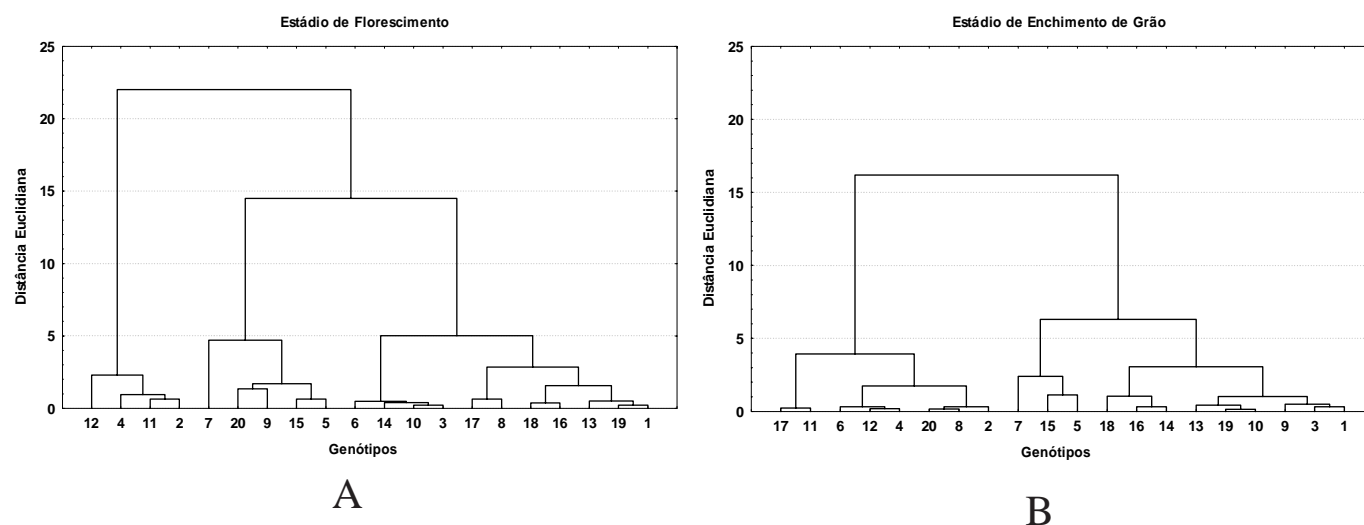 Estádio de Florescimento
25
20
15
10
5
0
Distância Euclidiana
12 4 11 2 7 20 9 15 5 6 14 10 3 17 8 18 16 13 19 1
Genótipos
A
Estádio de Enchimento de Grão
25
20
15
10
5
0
Distância Euclidiana
17 11 6 12 4 20 8 2 7 15 5 18 16 14 13 19 10 9 3 1
Genótipos
B